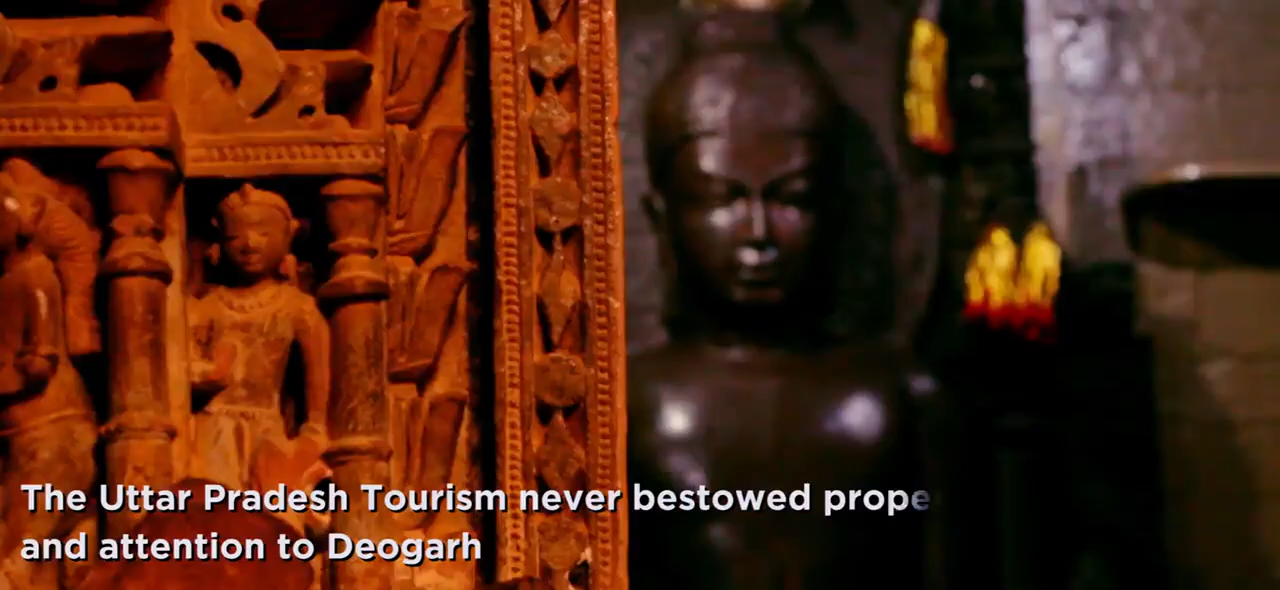 The Uttar Pradesh Tourism never bestowed prope
and attention to Deogarh